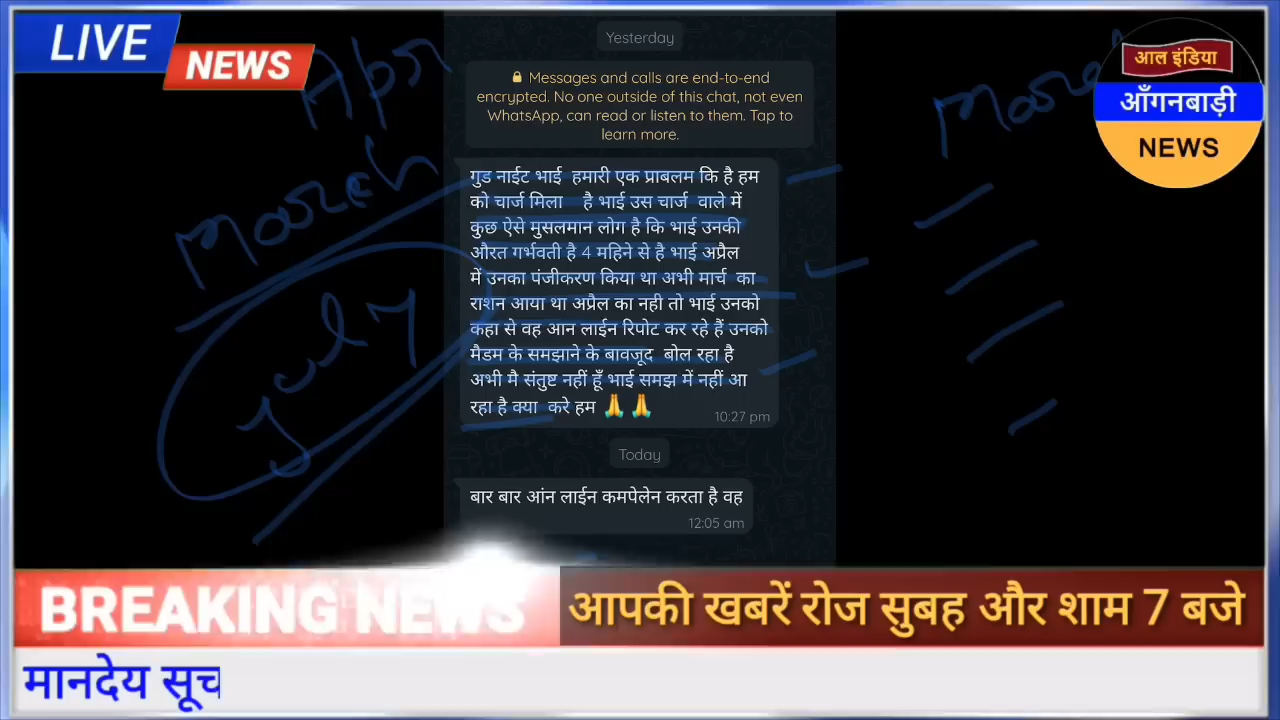 LIVE
NEWS
आल इंडिया
आँगनबाड़ी
NEWS
Yesterday
🔒 Messages and calls are end-to-end
encrypted. No one outside of this chat, not even
WhatsApp, can read or listen to them. Tap to
learn more.
गुड नाईट भाई हमारी एक प्राबलम कि है हम
को चार्ज मिला है भाई उस चार्ज वाले में
कुछ ऐसे मुसलमान लोग है कि भाई उनकी
औरत गर्भवती है 4 महिने से है भाई अप्रैल
में उनका पंजीकरण किया था अभी मार्च का
राशन आया था अप्रैल का नही तो भाई उनको
कहा से वह आन लाईन रिपोट कर रहे हैं उनको
मैडम के समझाने के बावजूद बोल रहा है
अभी मै संतुष्ट नहीं हूँ भाई समझ में नहीं आ
रहा है क्या करे हम 🙏 🙏
10:27 pm
Today
बार बार आंन लाईन कमपेलेन करता है वह
12:05 am
March
July
BREAKING NEWS
आपकी खबरें रोज सुबह और शाम 7 बजे
मानदेय सूच